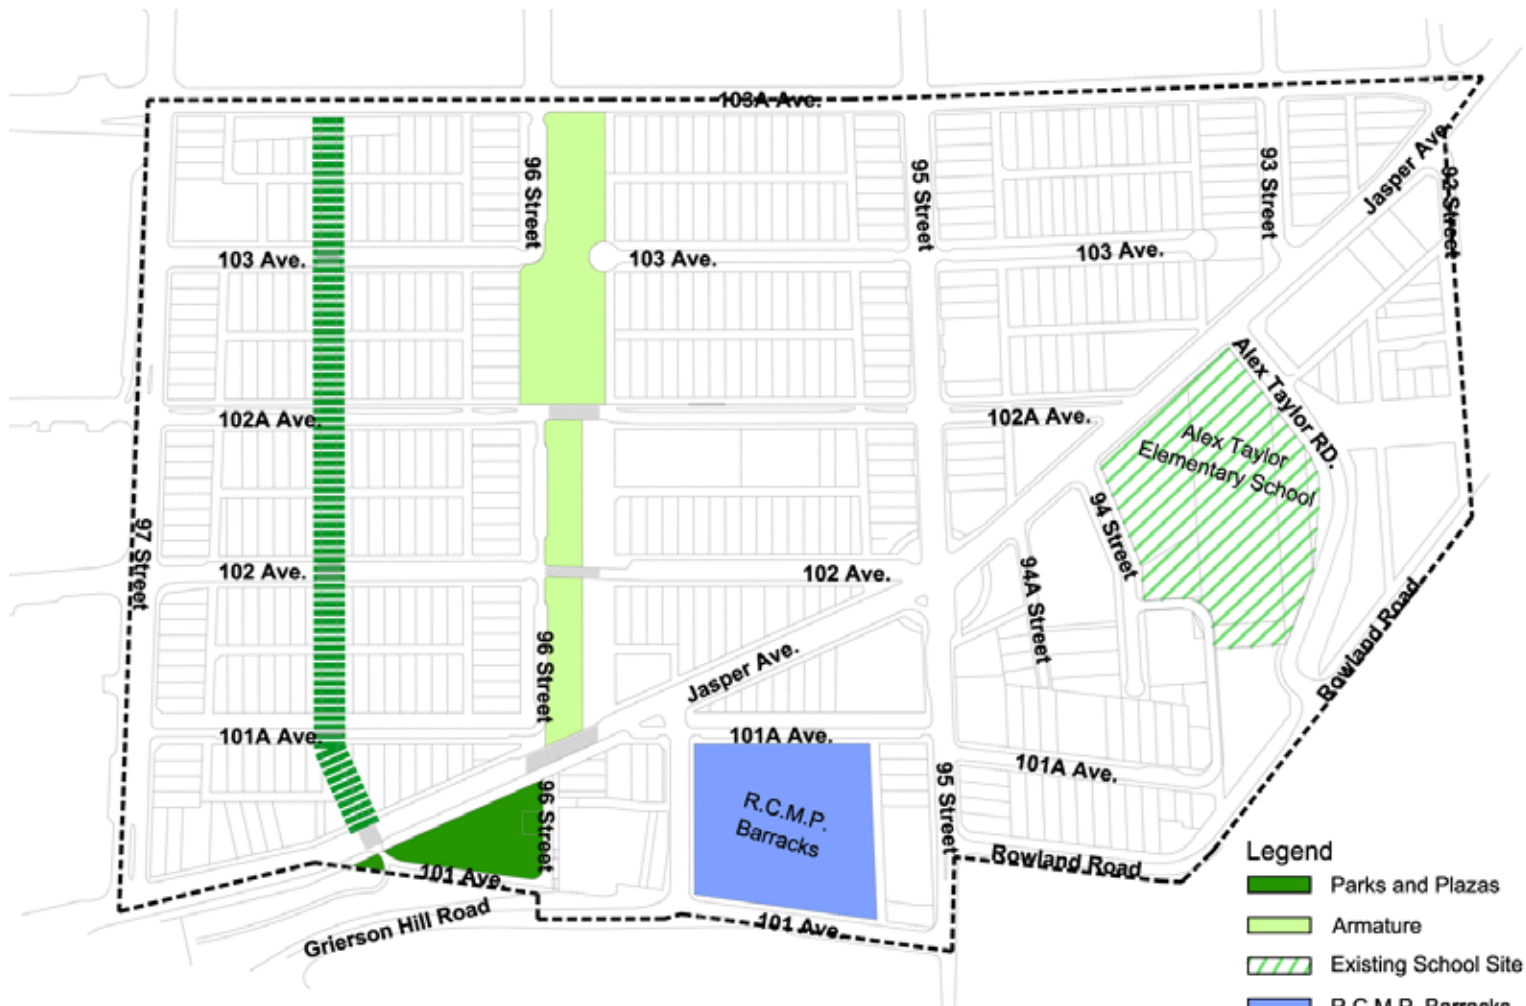 103A Ave.
96 Street
95 Street
93 Street
Jasper Ave.
92 Street
103 Ave.
103 Ave.
103 Ave.
Alex Taylor RD.
102A Ave.
102A Ave.
Alex Taylor
Elementary School
94 Street
97 Street
102 Ave.
102 Ave.
94A Street
Rowland Road
96 Street
Jasper Ave.
101A Ave.
101A Ave.
101A Ave.
96 Street
R.C.M.P.
Barracks
95 Street
Rowland Road
101 Ave.
Grierson Hill Road
101 Ave.
Legend
Parks and Plazas
Armature
Existing School Site
R.C.M.P. Barracks